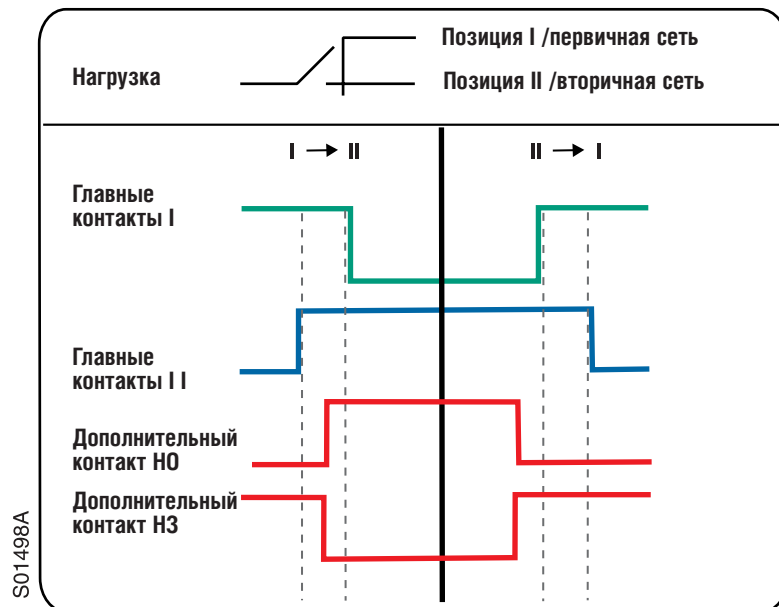 Нагрузка
Позиция I /первичная сеть
Позиция II /вторичная сеть
I → II
II → I
Главные
контакты I
Главные
контакты I I
Дополнительный
контакт НО
Дополнительный
контакт НЗ
S01498A